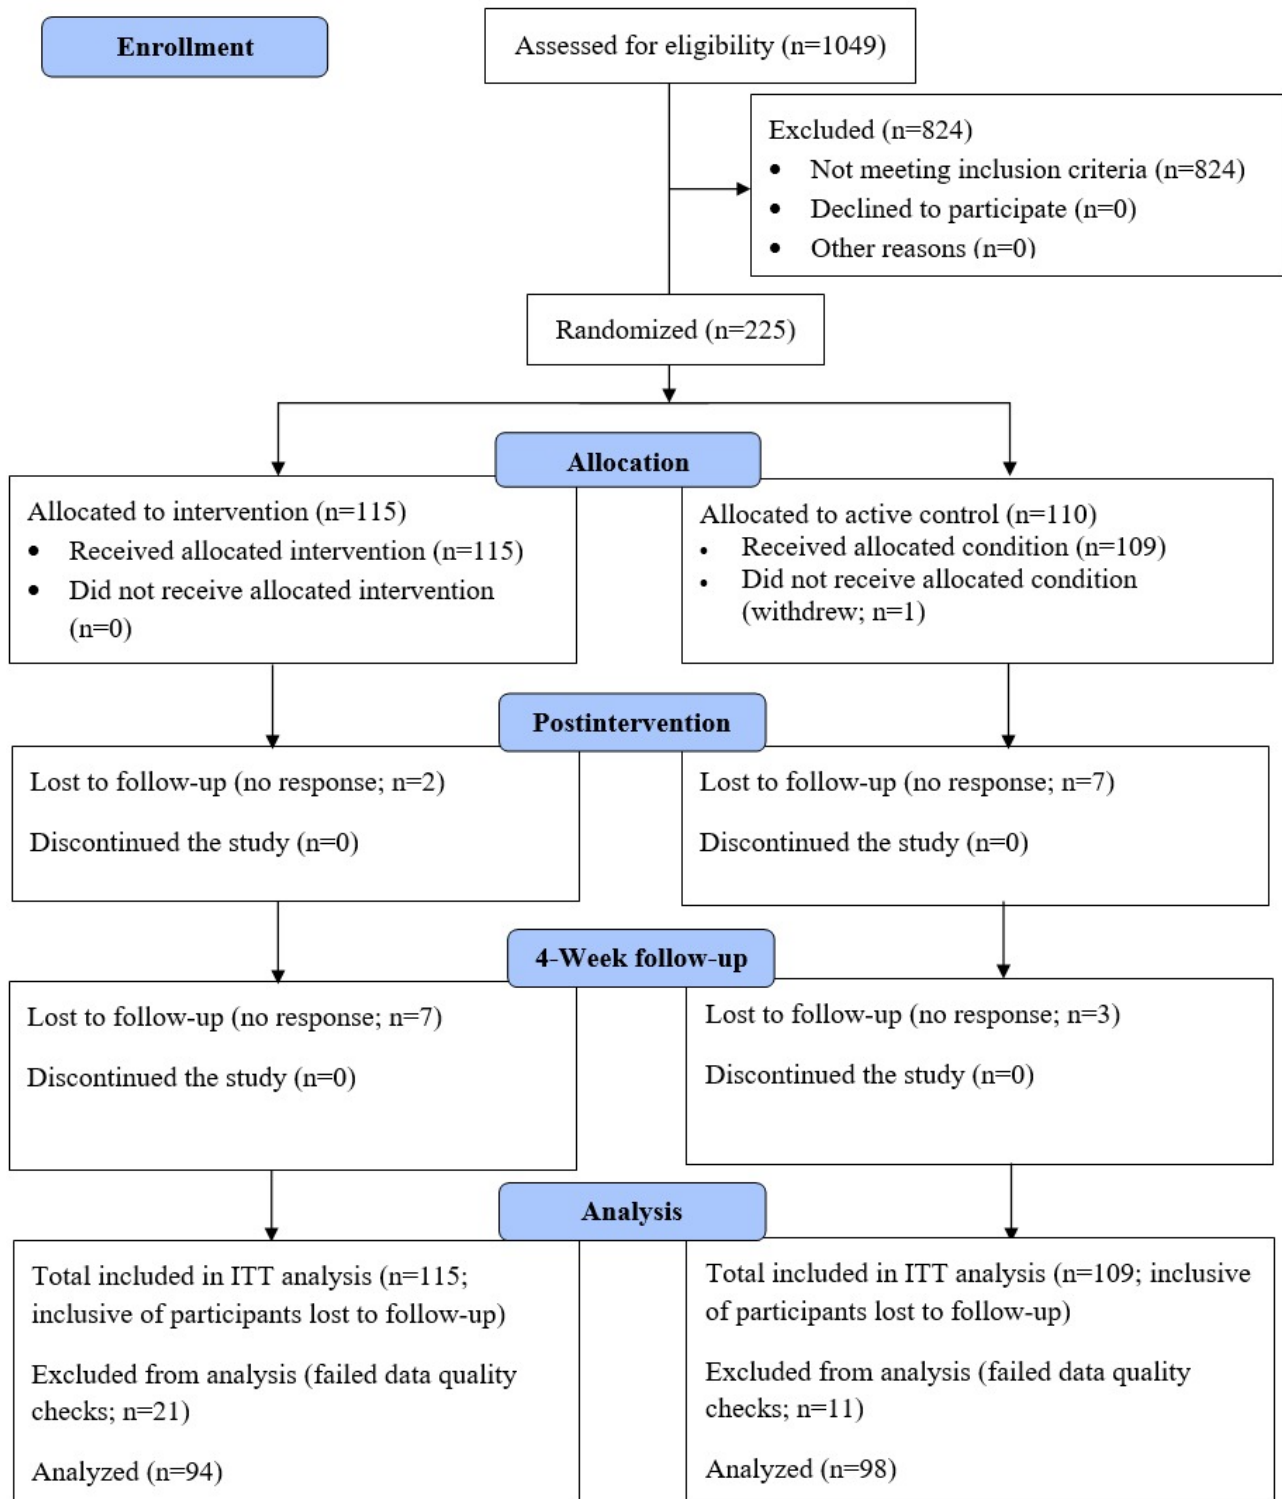 Enrollment
Assessed for eligibility (n=1049)
Excluded (n=824)
• Not meeting inclusion criteria (n=824)
• Declined to participate (n=0)
• Other reasons (n=0)
Randomized (n=225)
Allocation
Allocated to intervention (n=115)
• Received allocated intervention (n=115)
• Did not receive allocated intervention
(n=0)
Allocated to active control (n=110)
• Received allocated condition (n=109)
• Did not receive allocated condition
(withdrew; n=1)
Postintervention
Lost to follow-up (no response; n=2)
Discontinued the study (n=0)
Lost to follow-up (no response; n=7)
Discontinued the study (n=0)
4-Week follow-up
Lost to follow-up (no response; n=7)
Discontinued the study (n=0)
Lost to follow-up (no response; n=3)
Discontinued the study (n=0)
Analysis
Total included in ITT analysis (n=115;
inclusive of participants lost to follow-up)
Excluded from analysis (failed data quality
checks; n=21)
Analyzed (n=94)
Total included in ITT analysis (n=109; inclusive
of participants lost to follow-up)
Excluded from analysis (failed data quality
checks; n=11)
Analyzed (n=98)